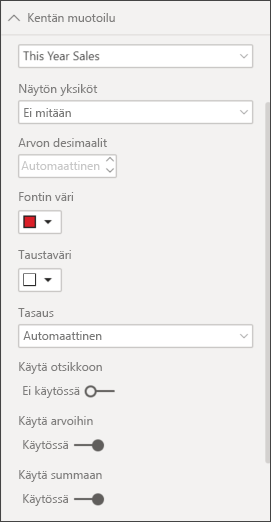 Kentän muotoilu
This Year Sales
Näytön yksiköt
Ei mitään
Arvon desimaalit
Automaattinen
Fontin väri
Taustaväri
Tasaus
Automaattinen
Käytä otsikkoon
Ei käytössä
Käytä arvoihin
Käytössä
Käytä summaan
Käytössä